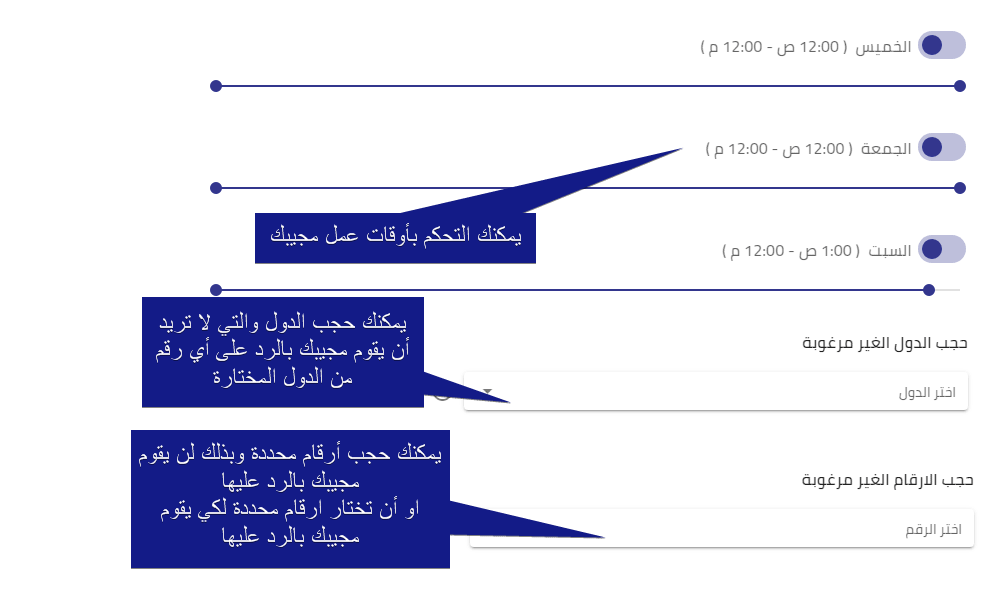 الخميس ( 12:00 ص - 12:00 م )
الجمعة ( 12:00 ص - 12:00 م )
يمكنك التحكم بأوقات عمل مجيبك
السبت ( 1:00 ص - 12:00 م )
يمكنك حجب الدول والتي لا تريد
أن يقوم مجيبك بالرد على أي رقم
من الدول المختارة
حجب الدول الغير مرغوبة
اختر الدول
يمكنك حجب أرقام محددة وبذلك لن يقوم
مجيبك بالرد عليها
او أن تختار ارقام محددة لكي يقوم
مجيبك بالرد عليها
حجب الارقام الغير مرغوبة
اختر الرقم